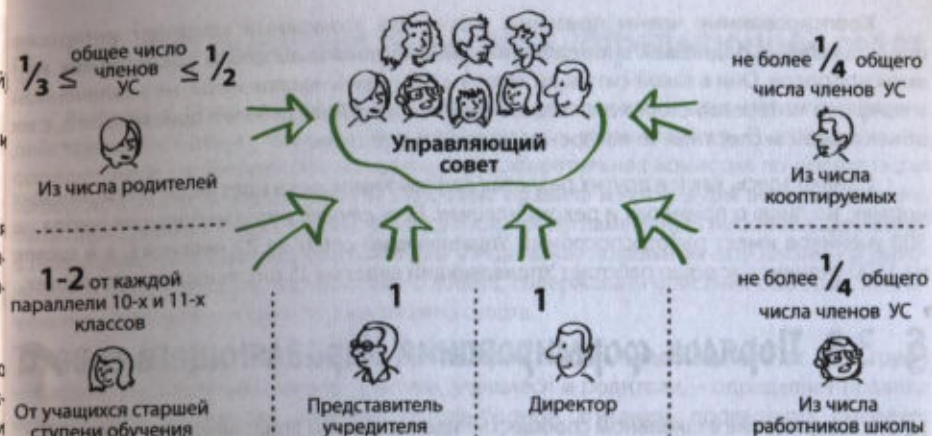 1/3 ≤ общее число членов УС ≤ 1/2
Из числа родителей
Управляющий
совет
не более 1/4 общего
числа членов УС
Из числа
кооптируемых
1-2 от каждой
параллели 10-х и 11-х
классов
От учащихся старшей
ступени обучения
1
Представитель
учредителя
1
Директор
не более 1/4 общего
числа членов УС
Из числа
работников школы